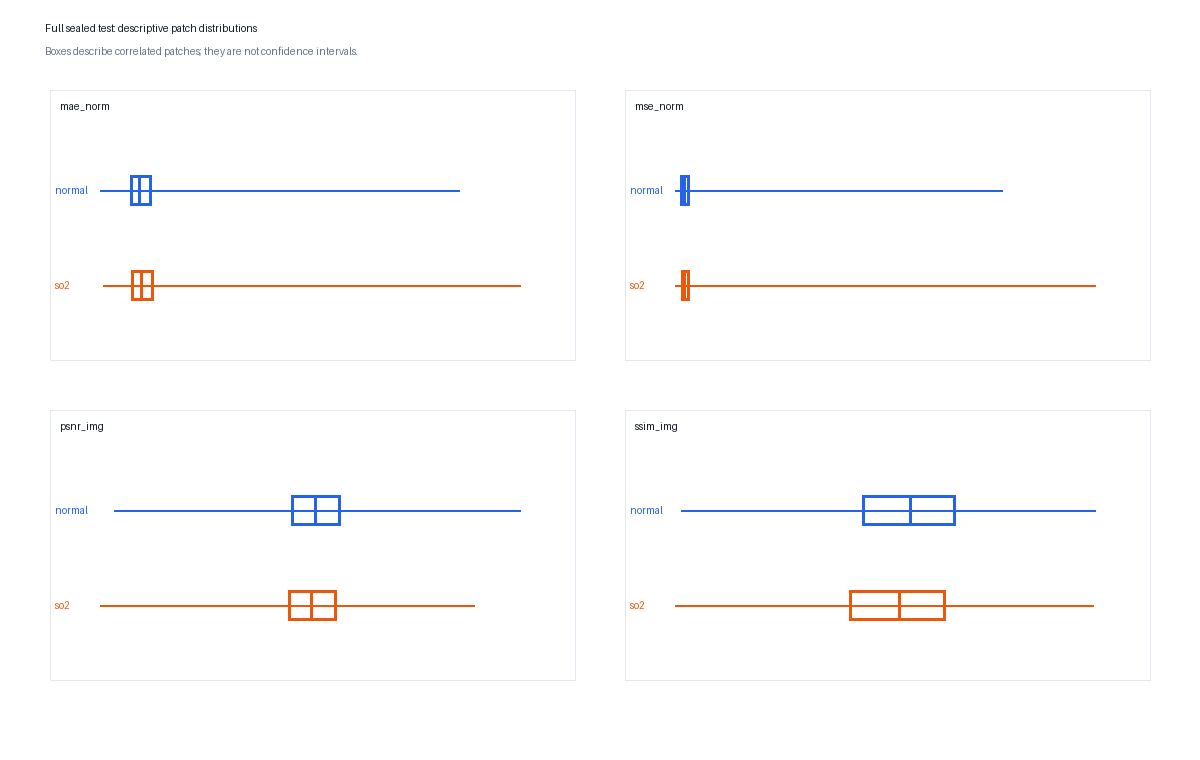 Full sealed test: descriptive patch distributions
Boxes describe correlated patches; they are not confidence intervals.
mae_norm
normal
so2
mse_norm
normal
so2
psnr_img
normal
so2
ssim_img
normal
so2